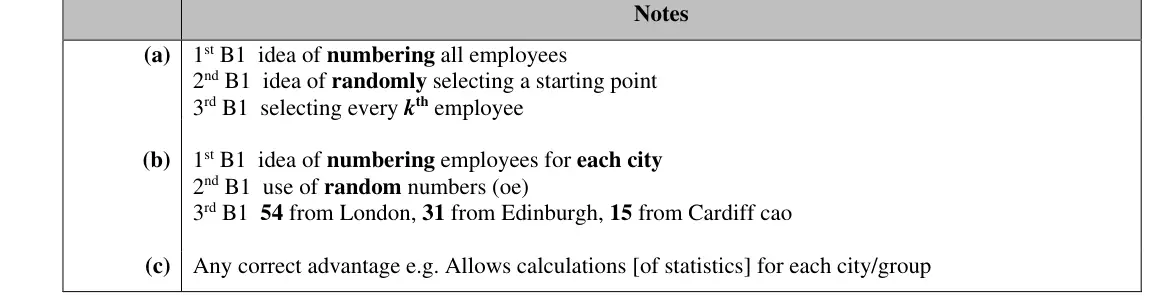 Notes
(a) 1st B1 idea of numbering all employees
2nd B1 idea of randomly selecting a starting point
3rd B1 selecting every kth employee
(b) 1st B1 idea of numbering employees for each city
2nd B1 use of random numbers (oe)
3rd B1 54 from London, 31 from Edinburgh, 15 from Cardiff cao
(c) Any correct advantage e.g. Allows calculations [of statistics] for each city/group